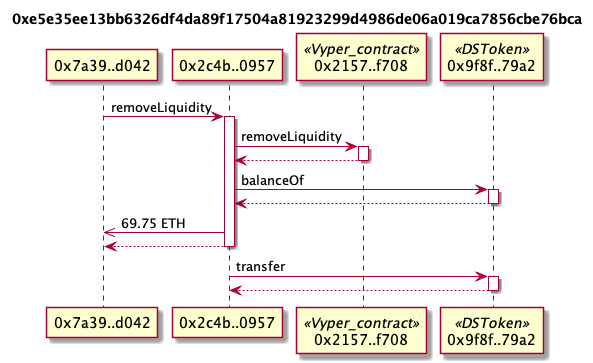 0xe5e35ee13bb6326df4da89f17504a81923299d4986de06a019ca7856cbe76bca
0x7a39..d042
0x2c4b..0957
«Vyper_contract»
0x2157..f708
«DSToken»
0x9f8f..79a2
removeLiquidity
removeLiquidity
balanceOf
69.75 ETH
transfer
0x7a39..d042
0x2c4b..0957
«Vyper_contract»
0x2157..f708
«DSToken»
0x9f8f..79a2